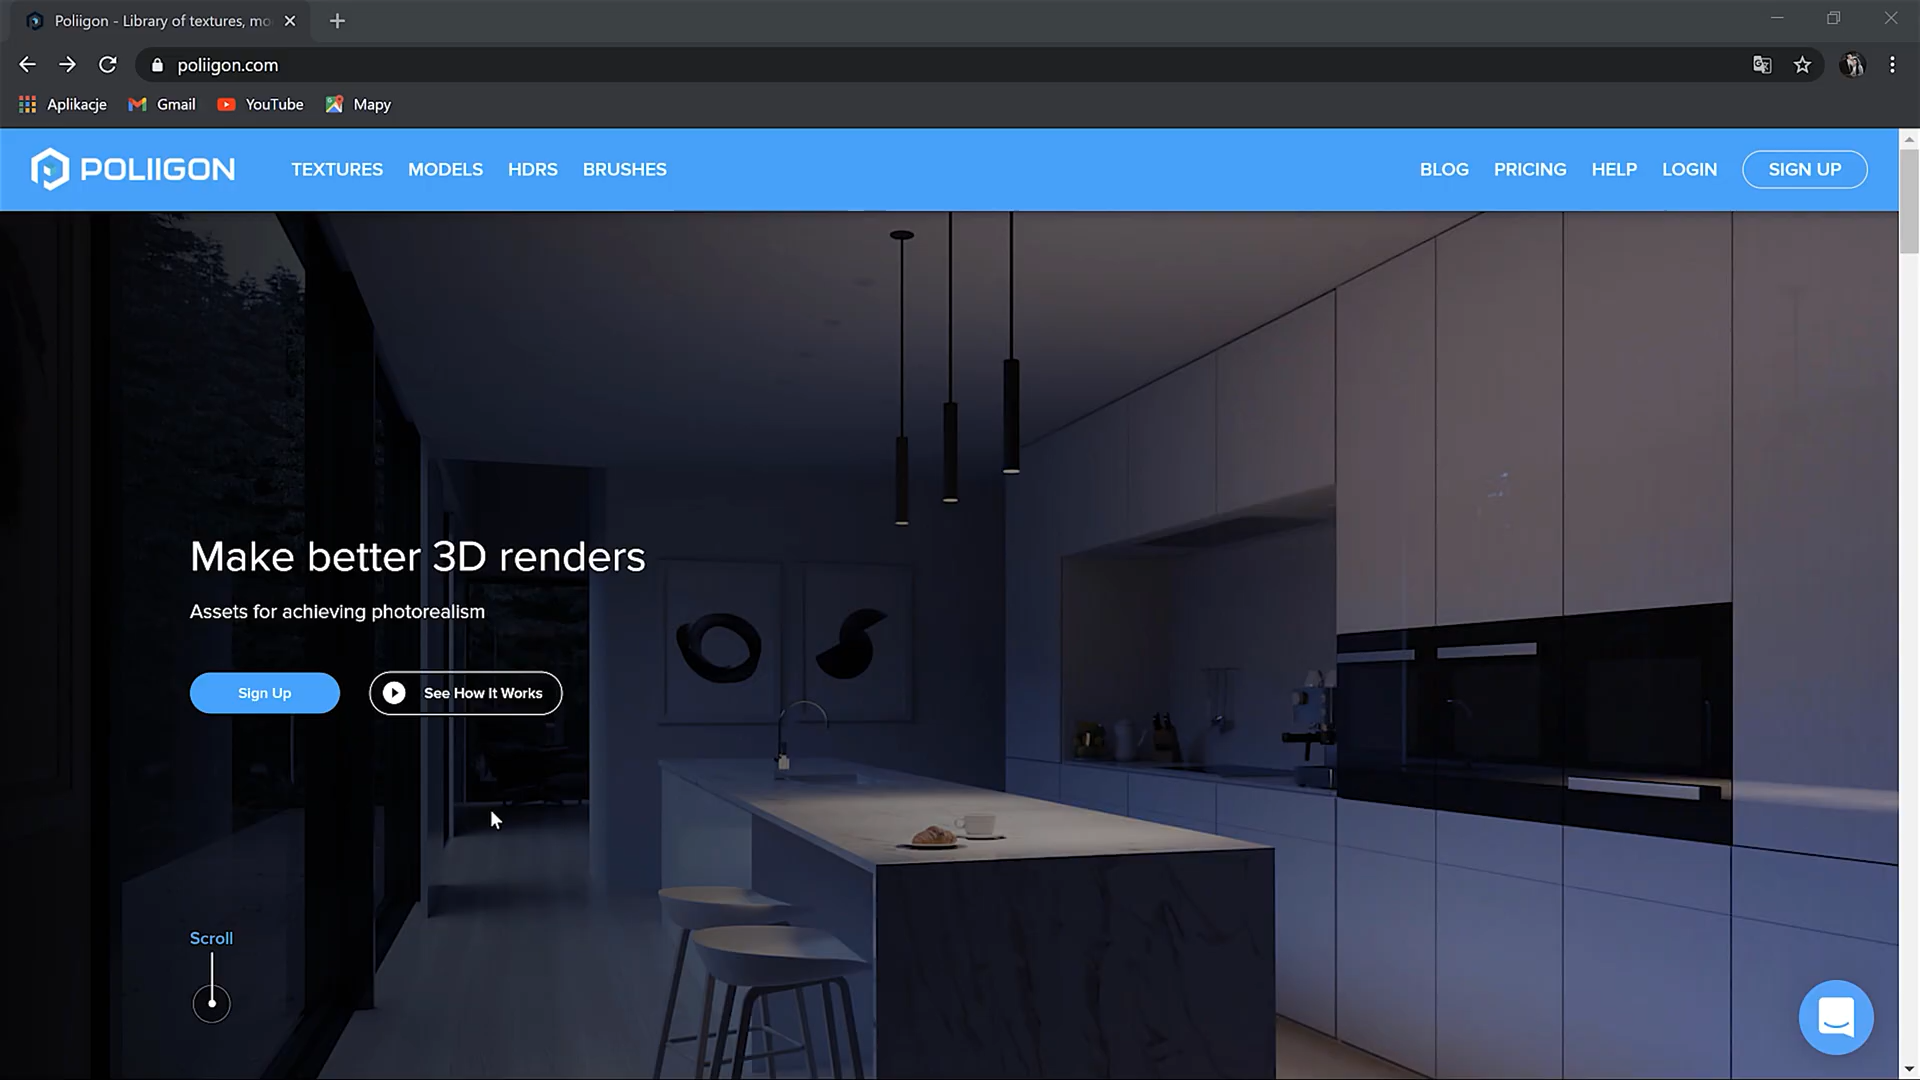 Poliigon - Library of textures, mo
poliigon.com
Aplikacje Gmail YouTube Mapy
POLIIGON TEXTURES MODELS HDRS BRUSHES BLOG PRICING HELP LOGIN SIGN UP
Make better 3D renders
Assets for achieving photorealism
Sign Up See How It Works
Scroll